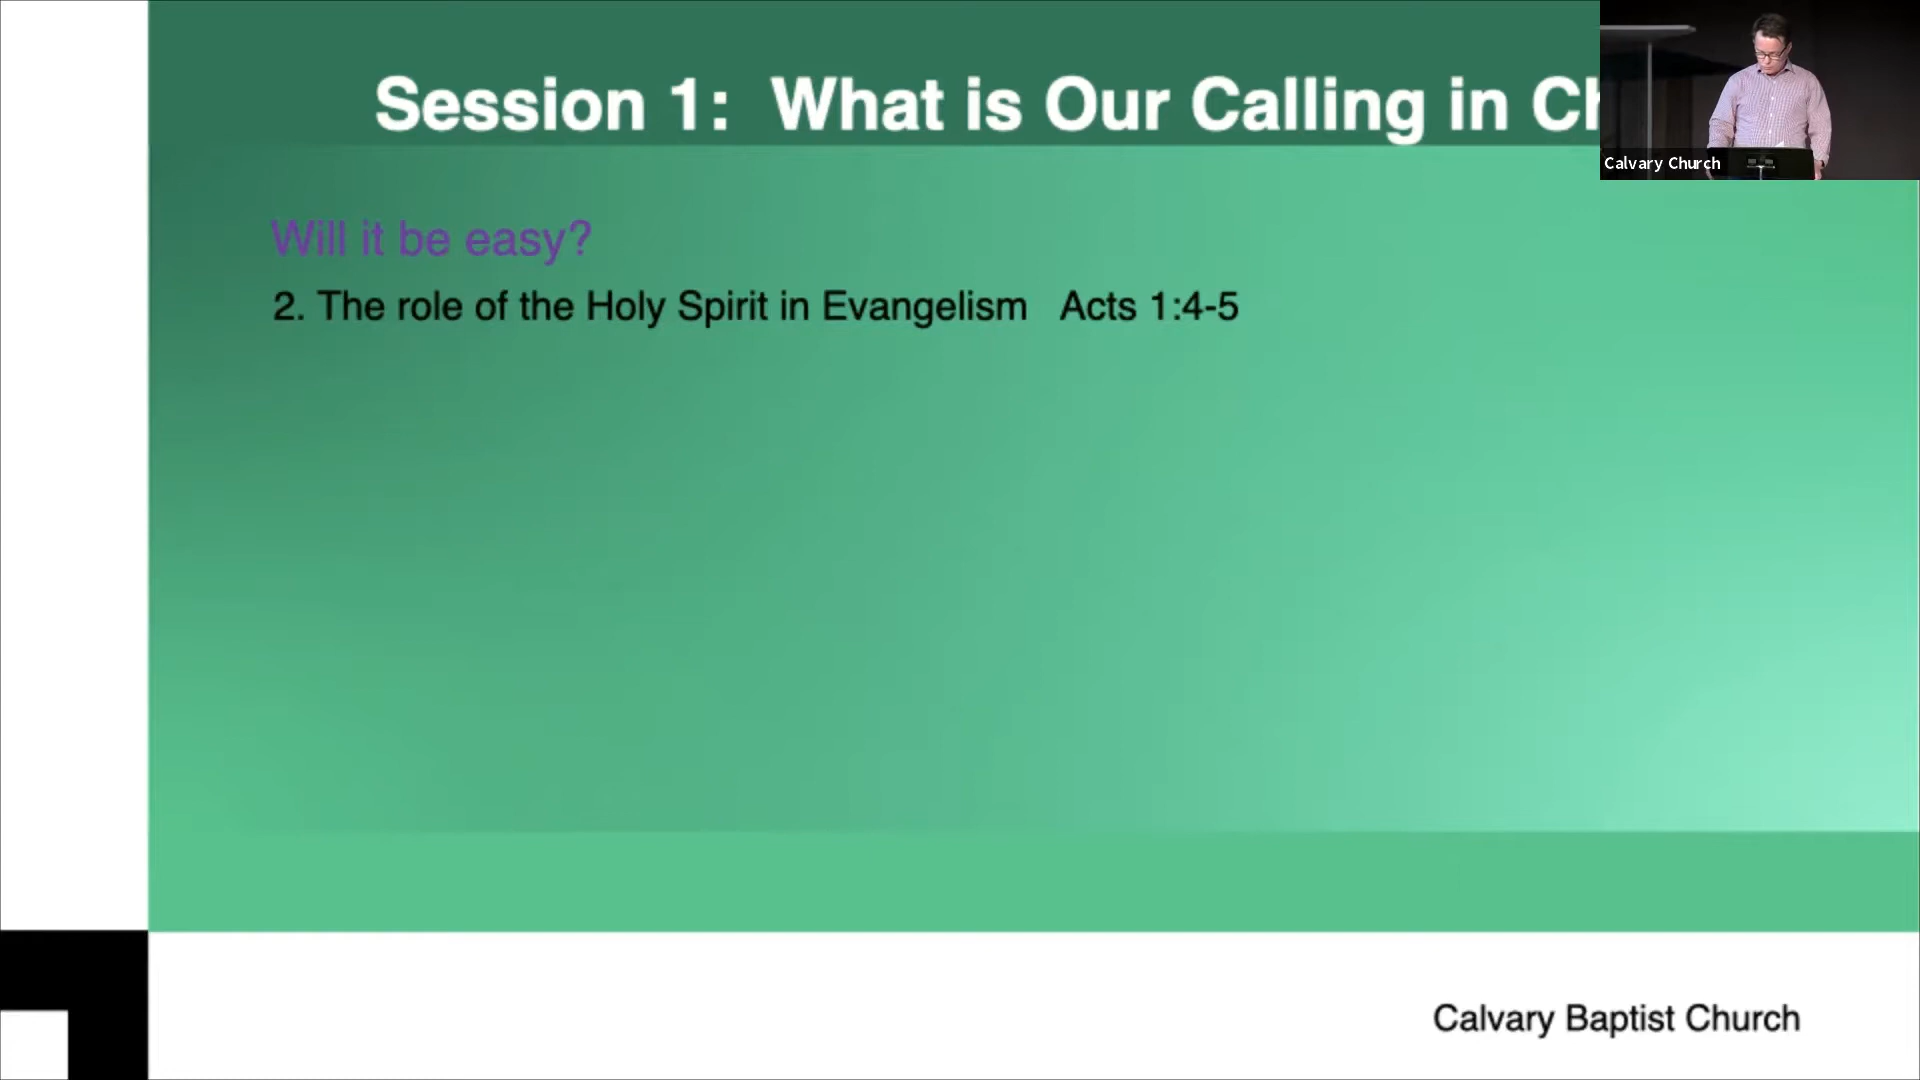 Session 1: What is Our Calling in
Calvary Church
Will it be easy?
2. The role of the Holy Spirit in Evangelism Acts 1:4-5
Calvary Baptist Church